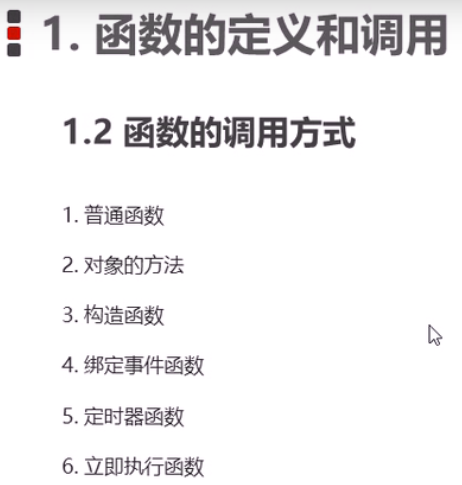 1. 函数的定义和调用
1.2 函数的调用方式
1. 普通函数
2. 对象的方法
3. 构造函数
4. 绑定事件函数
5. 定时器函数
6. 立即执行函数